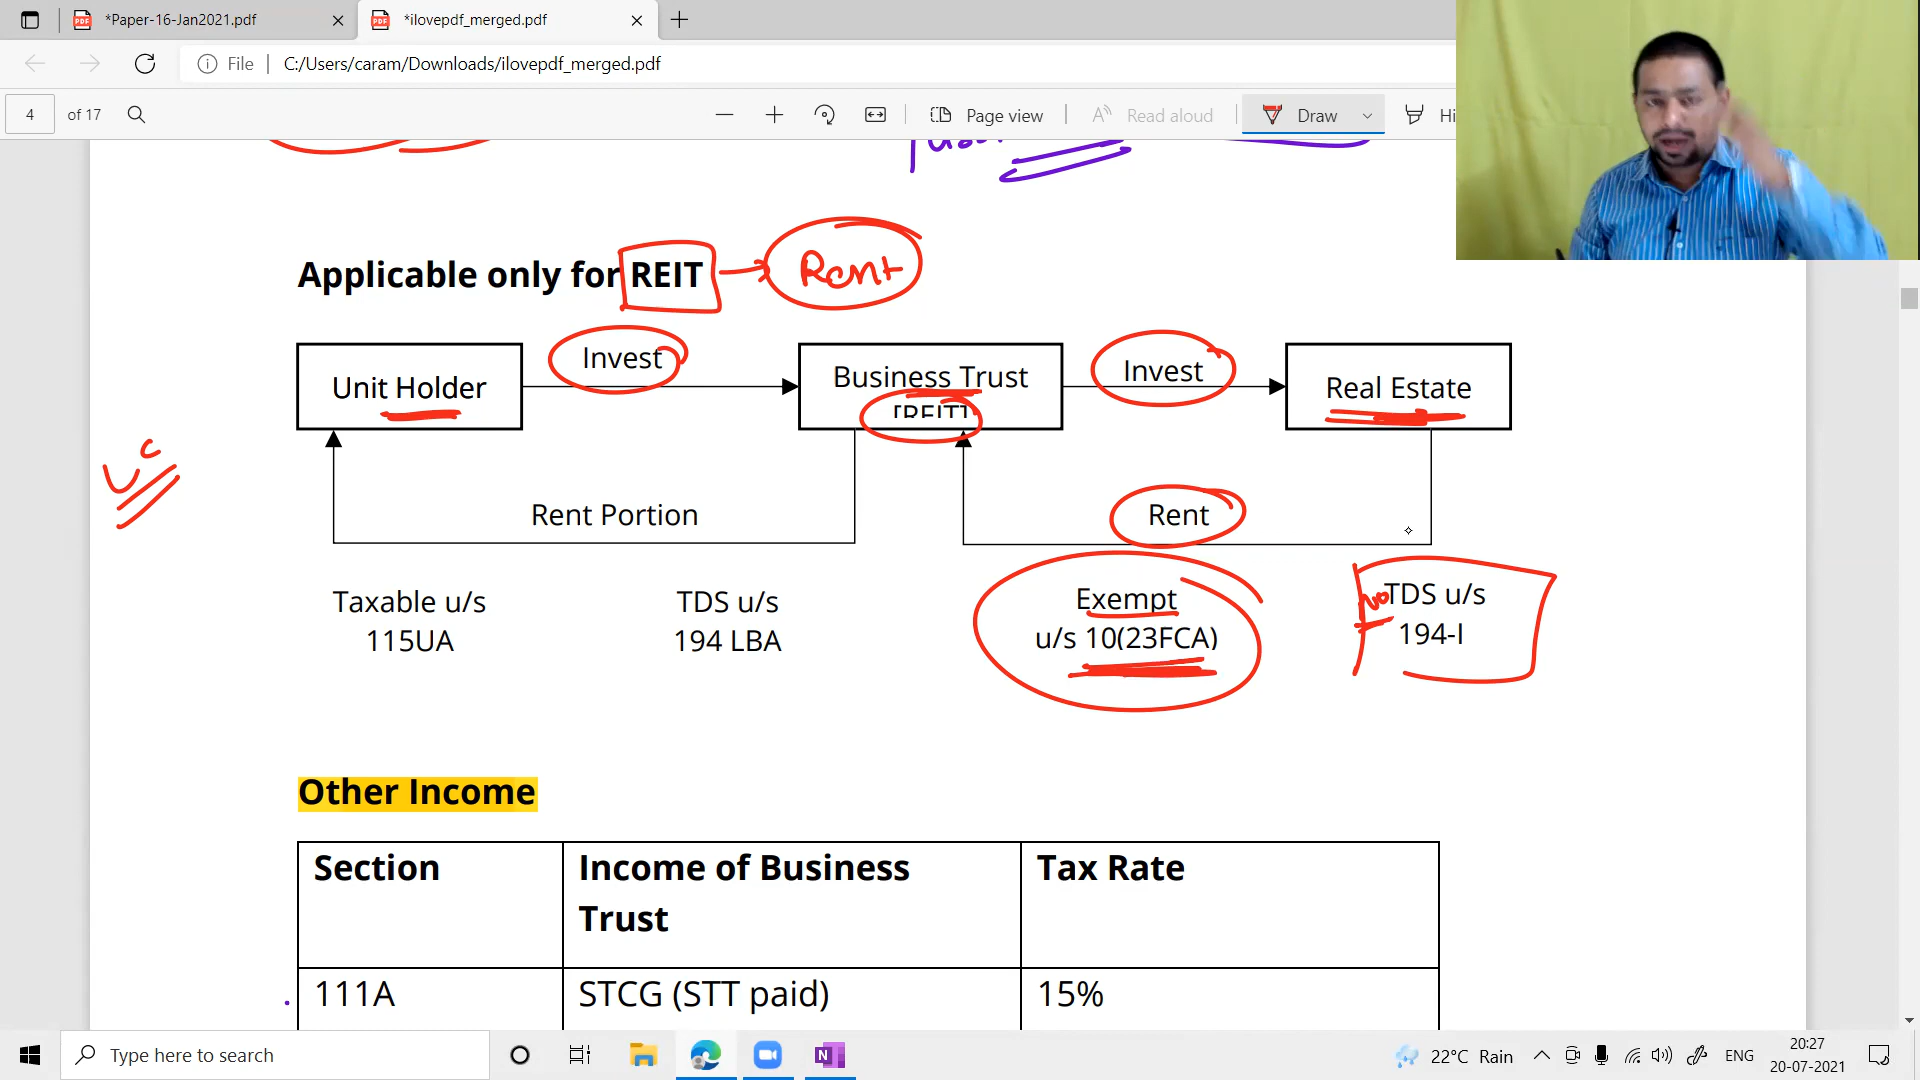 *Paper-16-Jan2021.pdf
*ilovepdf_merged.pdf
File
C:/Users/caram/Downloads/ilovepdf_merged.pdf
4 of 17
Page view
Read aloud
Draw
Hi
Applicable only for REIT
Rent
Unit Holder
Invest
Business Trust
[REIT]
Invest
Real Estate
Rent Portion
Rent
Taxable u/s
115UA
TDS u/s
194 LBA
Exempt
u/s 10(23FCA)
No
TDS u/s
194-I
Other Income
Section
Income of Business
Trust
Tax Rate
111A
STCG (STT paid)
15%
Type here to search
22°C Rain
ENG
20:27
20-07-2021